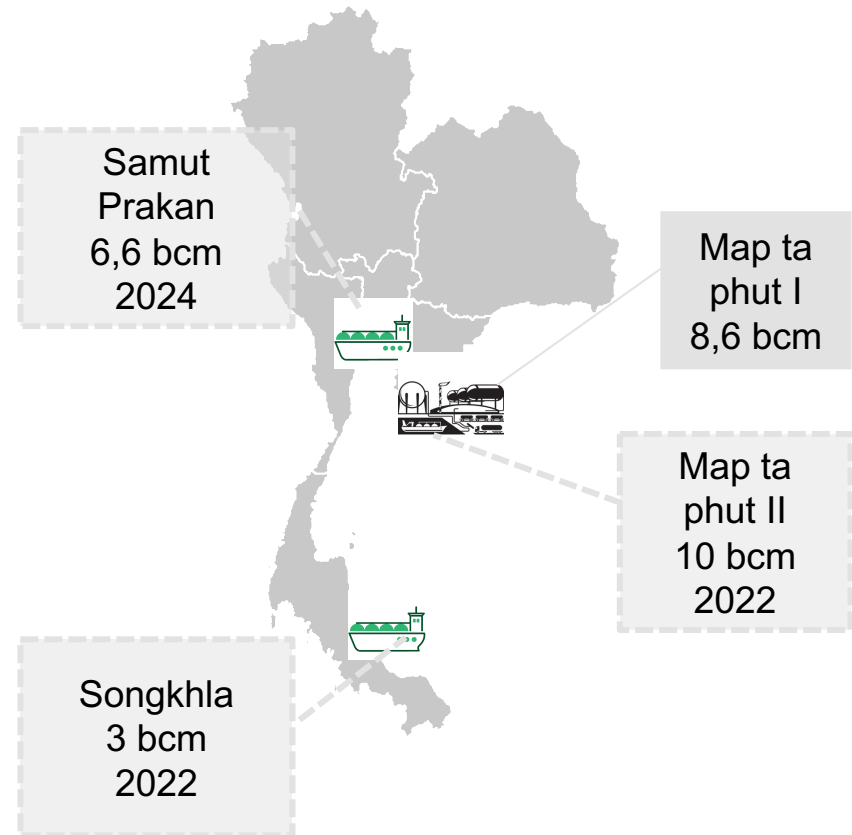 Samut
Prakan
6,6 bcm
2024
Map ta
phut I
8,6 bcm
Map ta
phut II
10 bcm
2022
Songkhla
3 bcm
2022